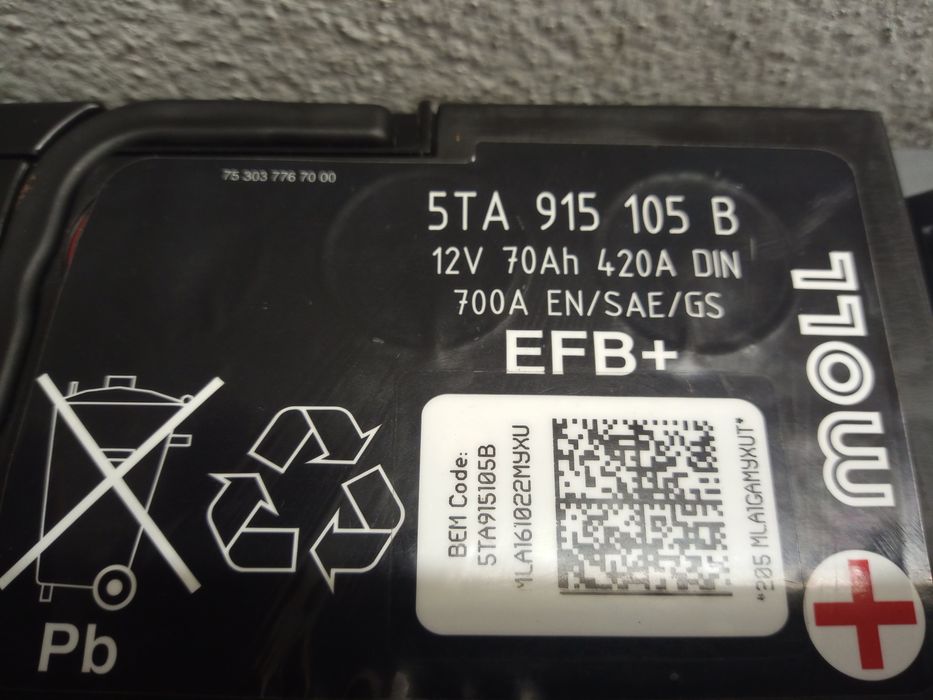 75 303 776 70 00
5TA 915 105 B
12V 70Ah 420A DIN
700A EN/SAE/GS
EFB+
moll
BEM Code:
5TA915105B
MLA161022MYXU
*205 MLA1GAMYXUT*
Pb